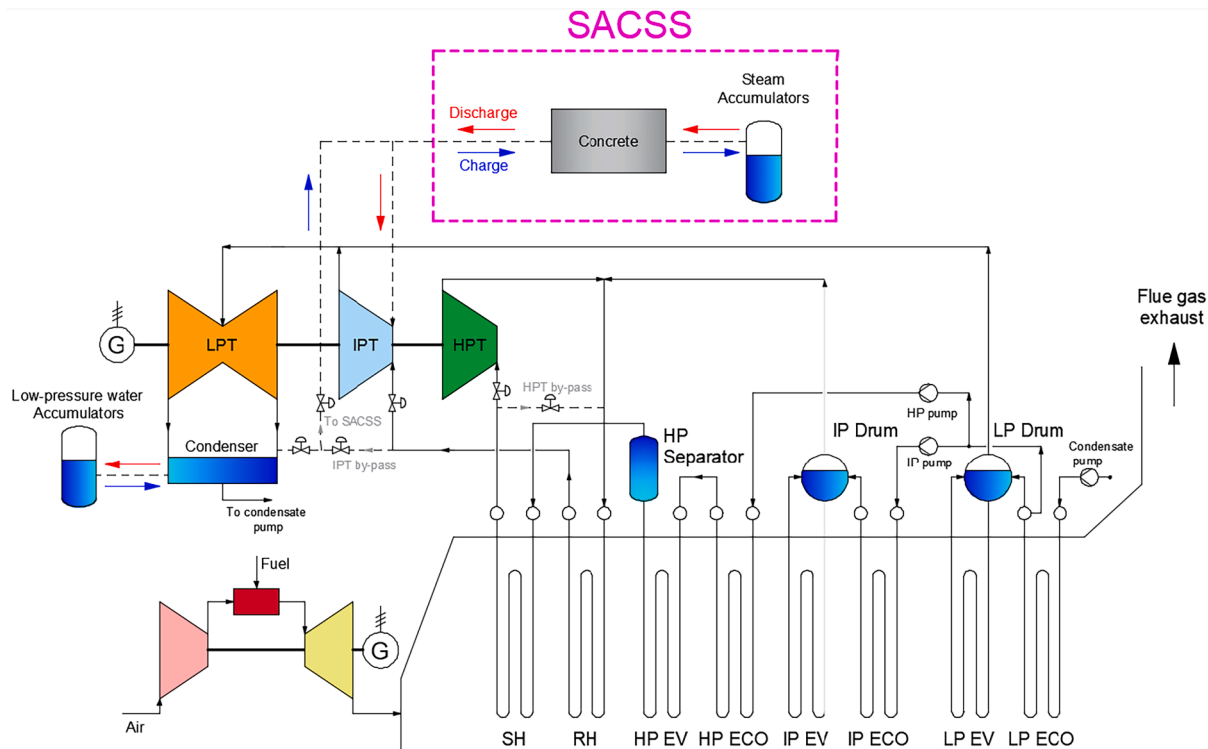 SACSS
Steam
Accumulators
Discharge
Concrete
Charge
Flue gas
exhaust
G
LPT
IPT
HPT
HPT by-pass
Low-pressure water
Accumulators
To SACSS
HP pump
Condenser
IPT by-pass
HP
Separator
IP Drum
IP pump
LP Drum
Condensate
pump
To condensate
pump
Fuel
G
Air
SH
RH
HP EV
HP ECO
IP EV
IP ECO
LP EV
LP ECO